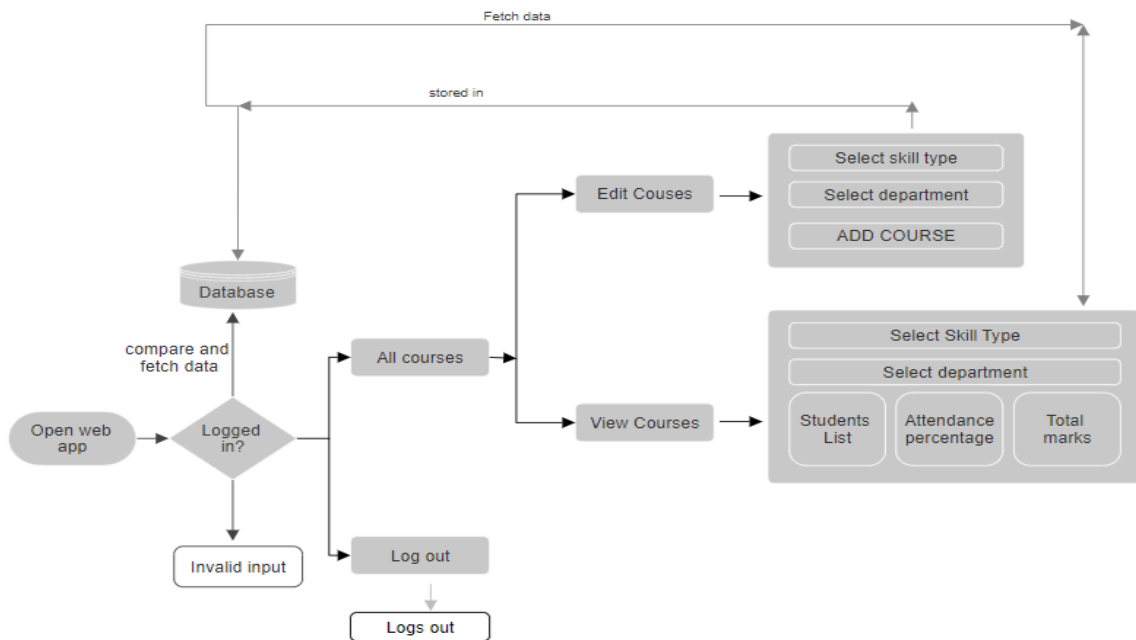 Fetch data
stored in
Select skill type
Edit Couses
Select department
ADD COURSE
Database
compare and
fetch data
All courses
Select Skill Type
Select department
Open web
app
Logged
in?
View Courses
Students
List
Attendance
percentage
Total
marks
Invalid input
Log out
Logs out